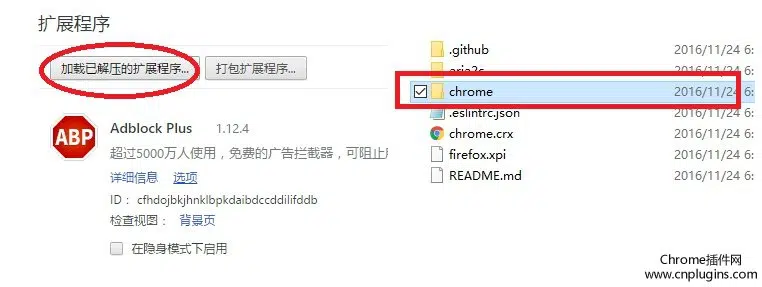 扩展程序
加载已解压的扩展程序...
打包扩展程序...
ABP
Adblock Plus 1.12.4
超过5000万人使用，免费的广告拦截器，可阻止
详细信息 选项
ID： cfhdojbkjhnklbpkdaibdccddilifddb
检查视图： 背景页
在隐身模式下启用
.github 2016/11/24 6:
aria2c 2016/11/24 6:
chrome 2016/11/24 6:
.eslintrc.json 2016/11/24 6:
chrome.crx 2016/11/24 6:
firefox.xpi 2016/11/24 6:
README.md 2016/11/24 6:
Chrome插件网
www.cnplugins.com